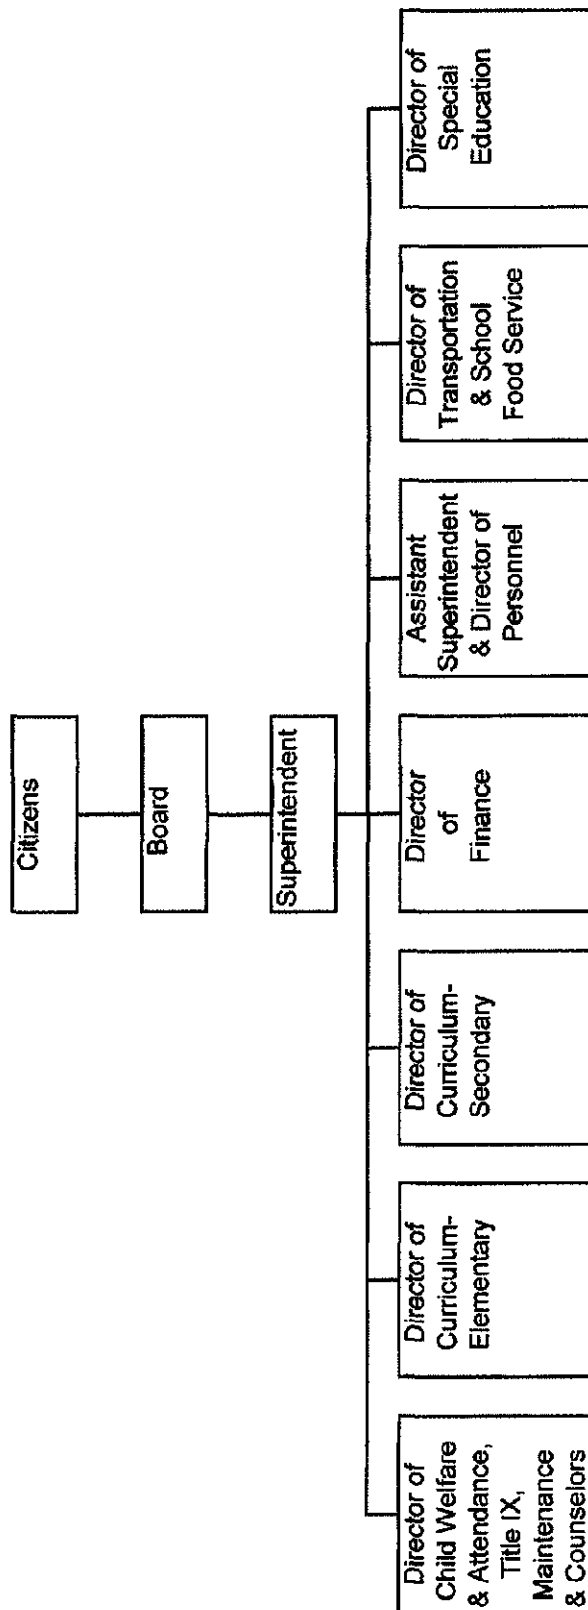 Citizens
Board
Superintendent
Director of
Child Welfare
& Attendance,
Title IX,
Maintenance
& Counselors
Director of
Curriculum-
Elementary
Director of
Curriculum-
Secondary
Director
of
Finance
Assistant
Superintendent
& Director of
Personnel
Director of
Transportation
& School
Food Service
Director of
Special
Education